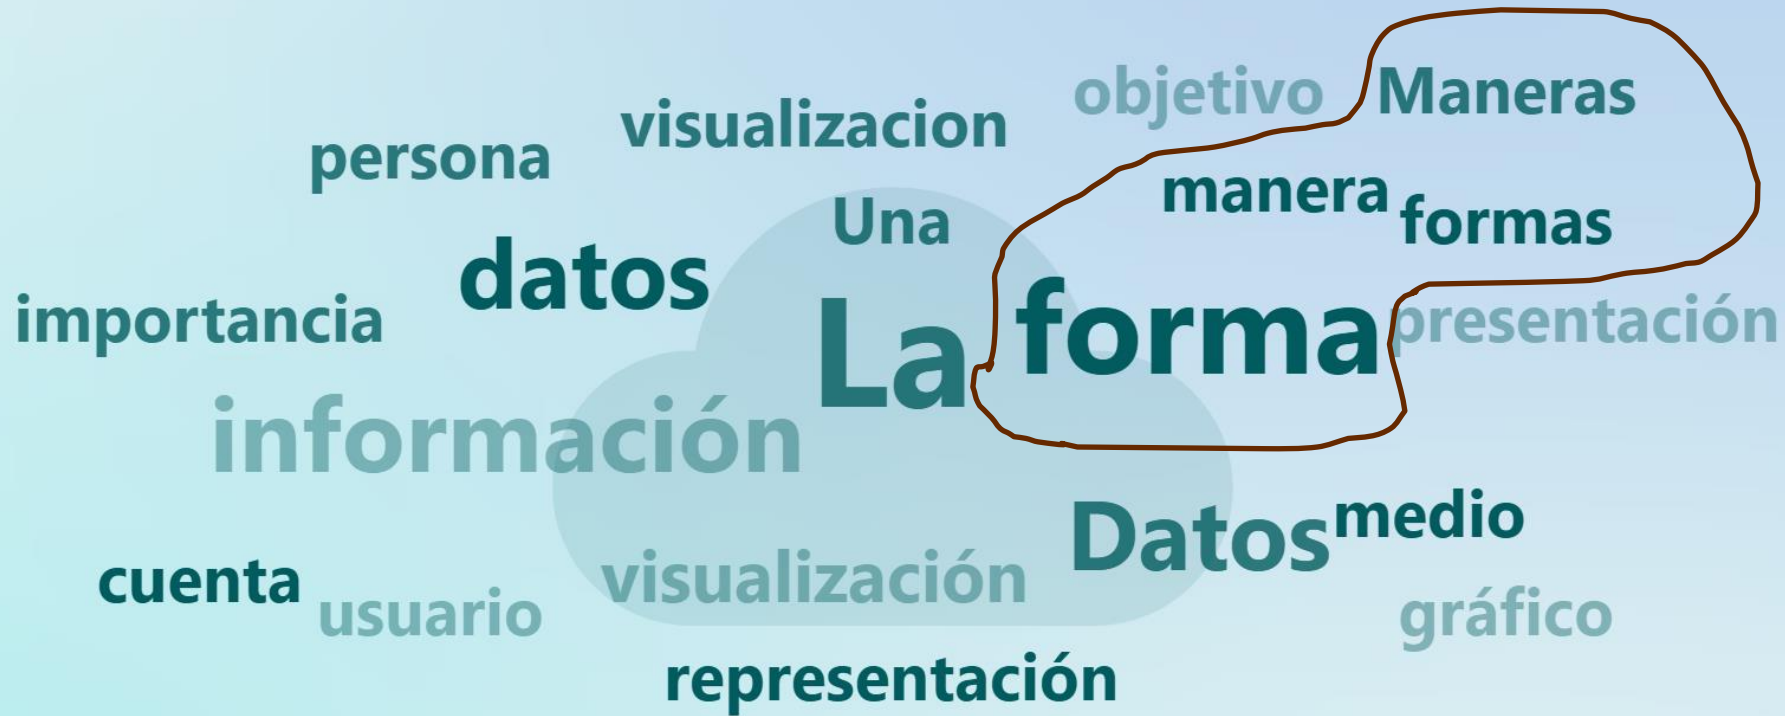 objetivo Maneras
persona visualizacion
manera formas
Una
datos
importancia La forma presentación
información
Datos medio
cuenta usuario visualización gráfico
representación